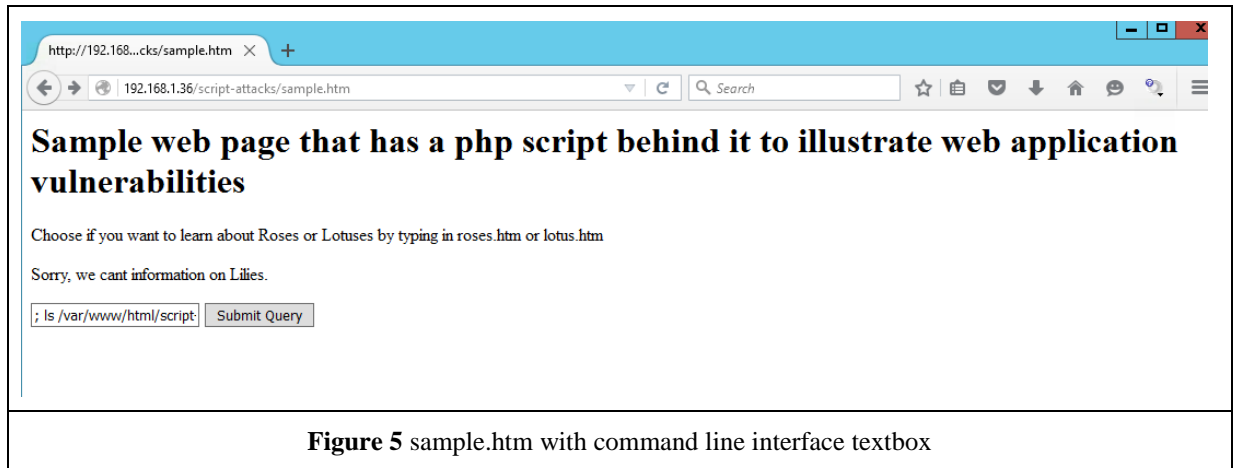 http://192.168...cks/sample.htm
192.168.1.36/script-attacks/sample.htm
Search
Sample web page that has a php script behind it to illustrate web application
vulnerabilities
Choose if you want to learn about Roses or Lotuses by typing in roses.htm or lotus.htm
Sorry, we cant information on Lilies.
; ls /var/www/html/script-
Submit Query
Figure 5 sample.htm with command line interface textbox